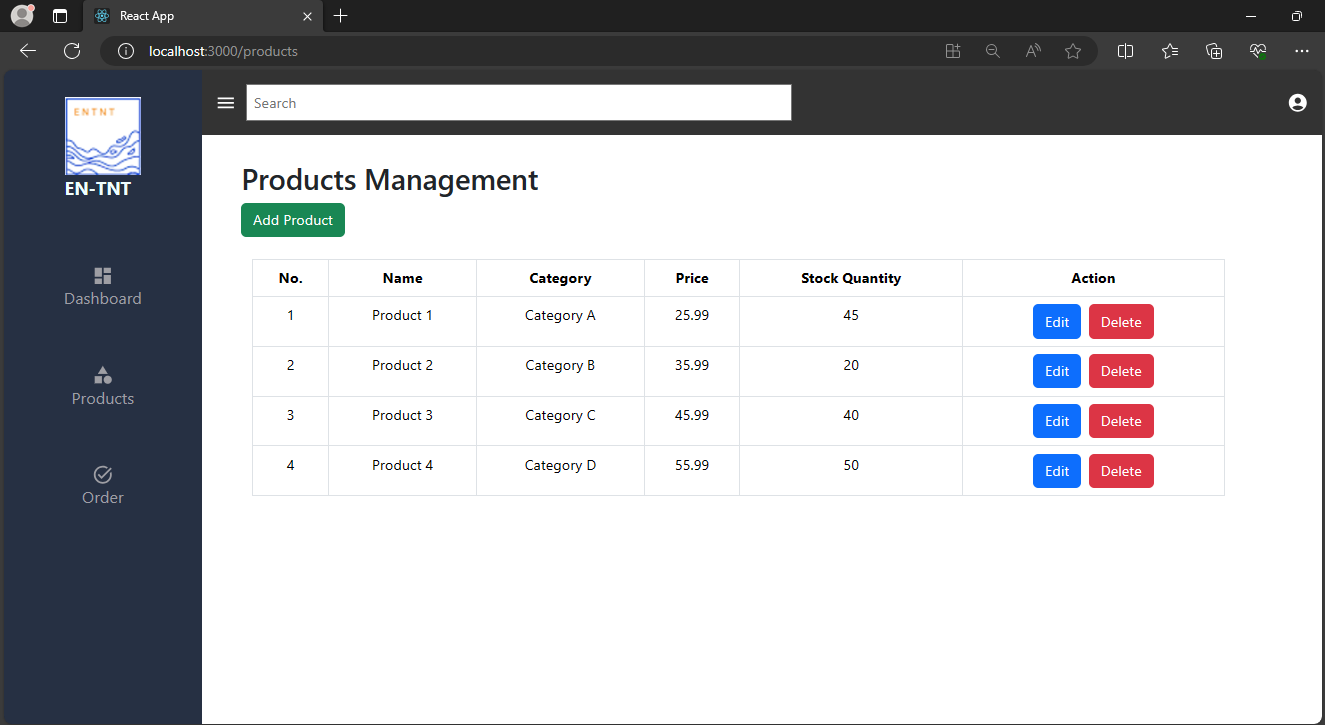 React App
localhost:3000/products
ENTNT
EN-TNT
Search
Dashboard
Products
Order
Products Management
Add Product
No. Name Category Price Stock Quantity Action
1 Product 1 Category A 25.99 45 Edit Delete
2 Product 2 Category B 35.99 20 Edit Delete
3 Product 3 Category C 45.99 40 Edit Delete
4 Product 4 Category D 55.99 50 Edit Delete